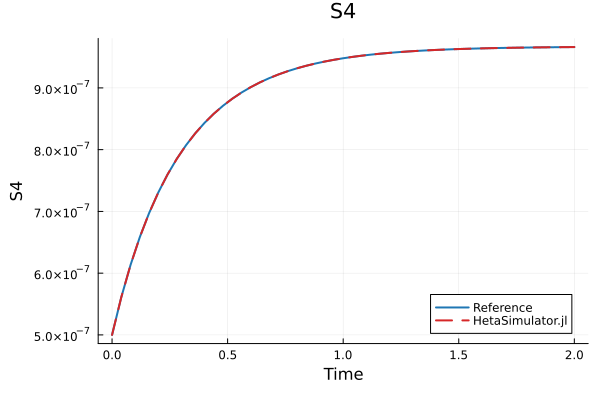 S4
9.0×10⁻⁷
8.0×10⁻⁷
7.0×10⁻⁷
6.0×10⁻⁷
5.0×10⁻⁷
S4
Reference
HetaSimulator.jl
0.0 0.5 1.0 1.5 2.0
Time